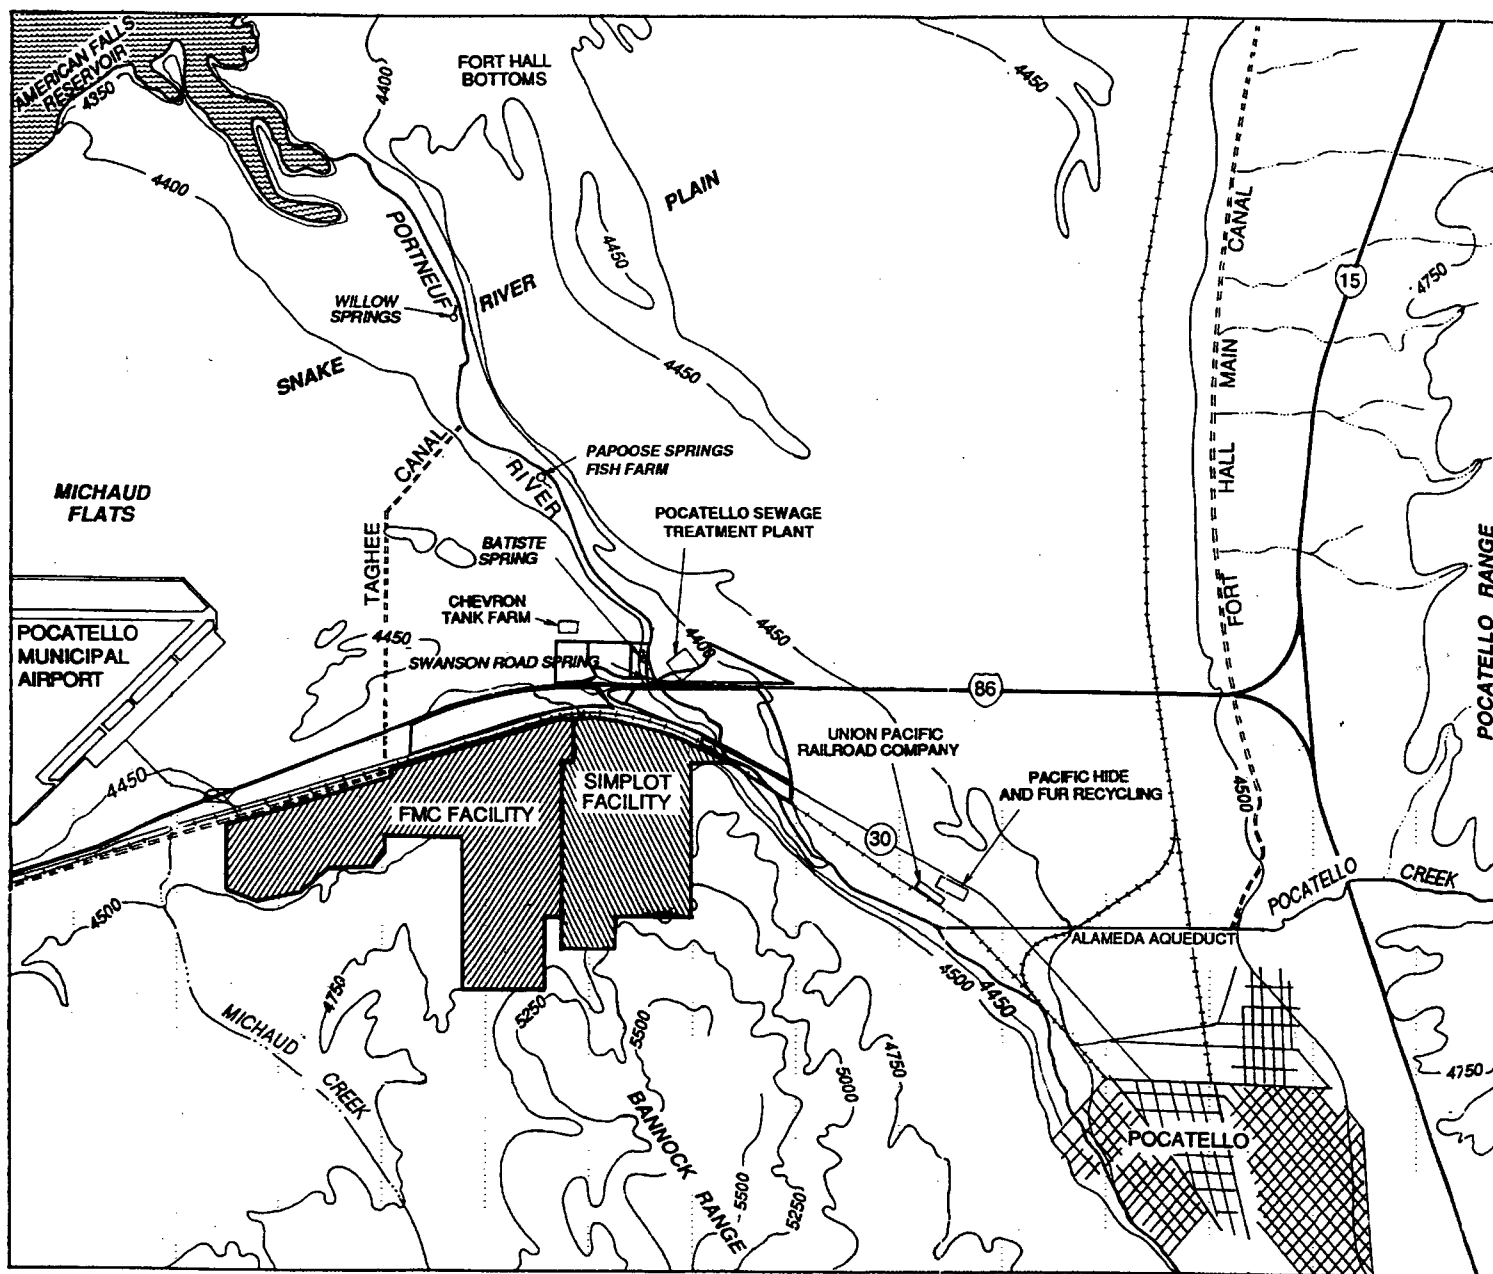 AMERICAN FALLS
RESERVOIR
4350
4400
FORT HALL
BOTTOMS
4450
4400
PLAIN
CANAL
PORTNEUF
4450
RIVER
15
4750
WILLOW
SPRINGS
SNAKE
4450
MAIN
CANAL
PAPOOSE SPRINGS
FISH FARM
RIVER
HALL
MICHAUD
FLATS
POCATELLO SEWAGE
TREATMENT PLANT
BATISTE
SPRING
TAGHEE
FORT
POCATELLO RANGE
CHEVRON
TANK FARM
4450
4450
4400
POCATELLO
MUNICIPAL
AIRPORT
SWANSON ROAD SPRING
86
UNION PACIFIC
RAILROAD COMPANY
4450
SIMPLOT
FACILITY
PACIFIC HIDE
AND FUR RECYCLING
4500
FMC FACILITY
30
POCATELLO
CREEK
4500
ALAMEDA AQUEDUCT
4500
4450
4750
5250
5500
MICHAUD
CREEK
4750
5000
4750
BANNOCK RANGE
POCATELLO
5500
5250